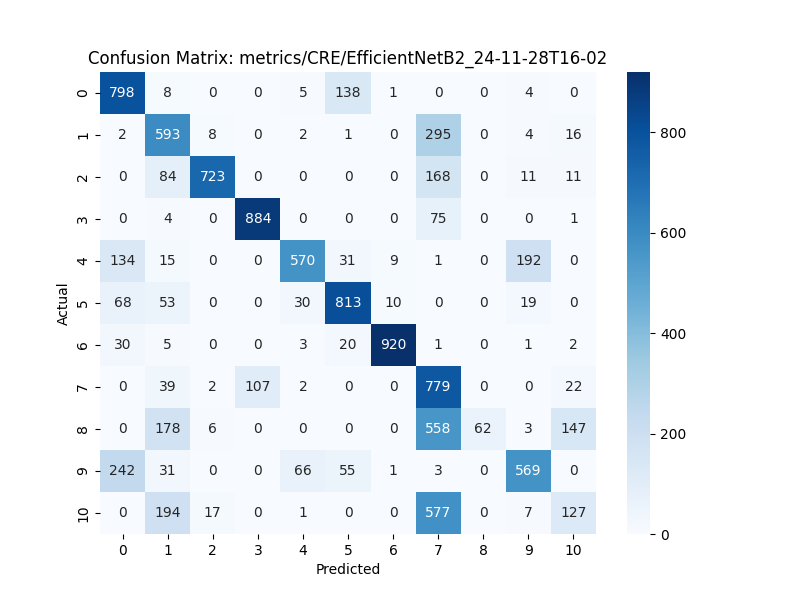 Confusion Matrix: metrics/CRE/EfficientNetB2_24-11-28T16-02
0 798 8 0 0 5 138 1 0 0 4 0
1 2 593 8 0 2 1 0 295 0 4 16
2 0 84 723 0 0 0 0 168 0 11 11
3 0 4 0 884 0 0 0 75 0 0 1
4 134 15 0 0 570 31 9 1 0 192 0
5 68 53 0 0 30 813 10 0 0 19 0
6 30 5 0 0 3 20 920 1 0 1 2
7 0 39 2 107 2 0 0 779 0 0 22
8 0 178 6 0 0 0 0 558 62 3 147
9 242 31 0 0 66 55 1 3 0 569 0
10 0 194 17 0 1 0 0 577 0 7 127
0 1 2 3 4 5 6 7 8 9 10
Predicted
Actual
800
600
400
200
0